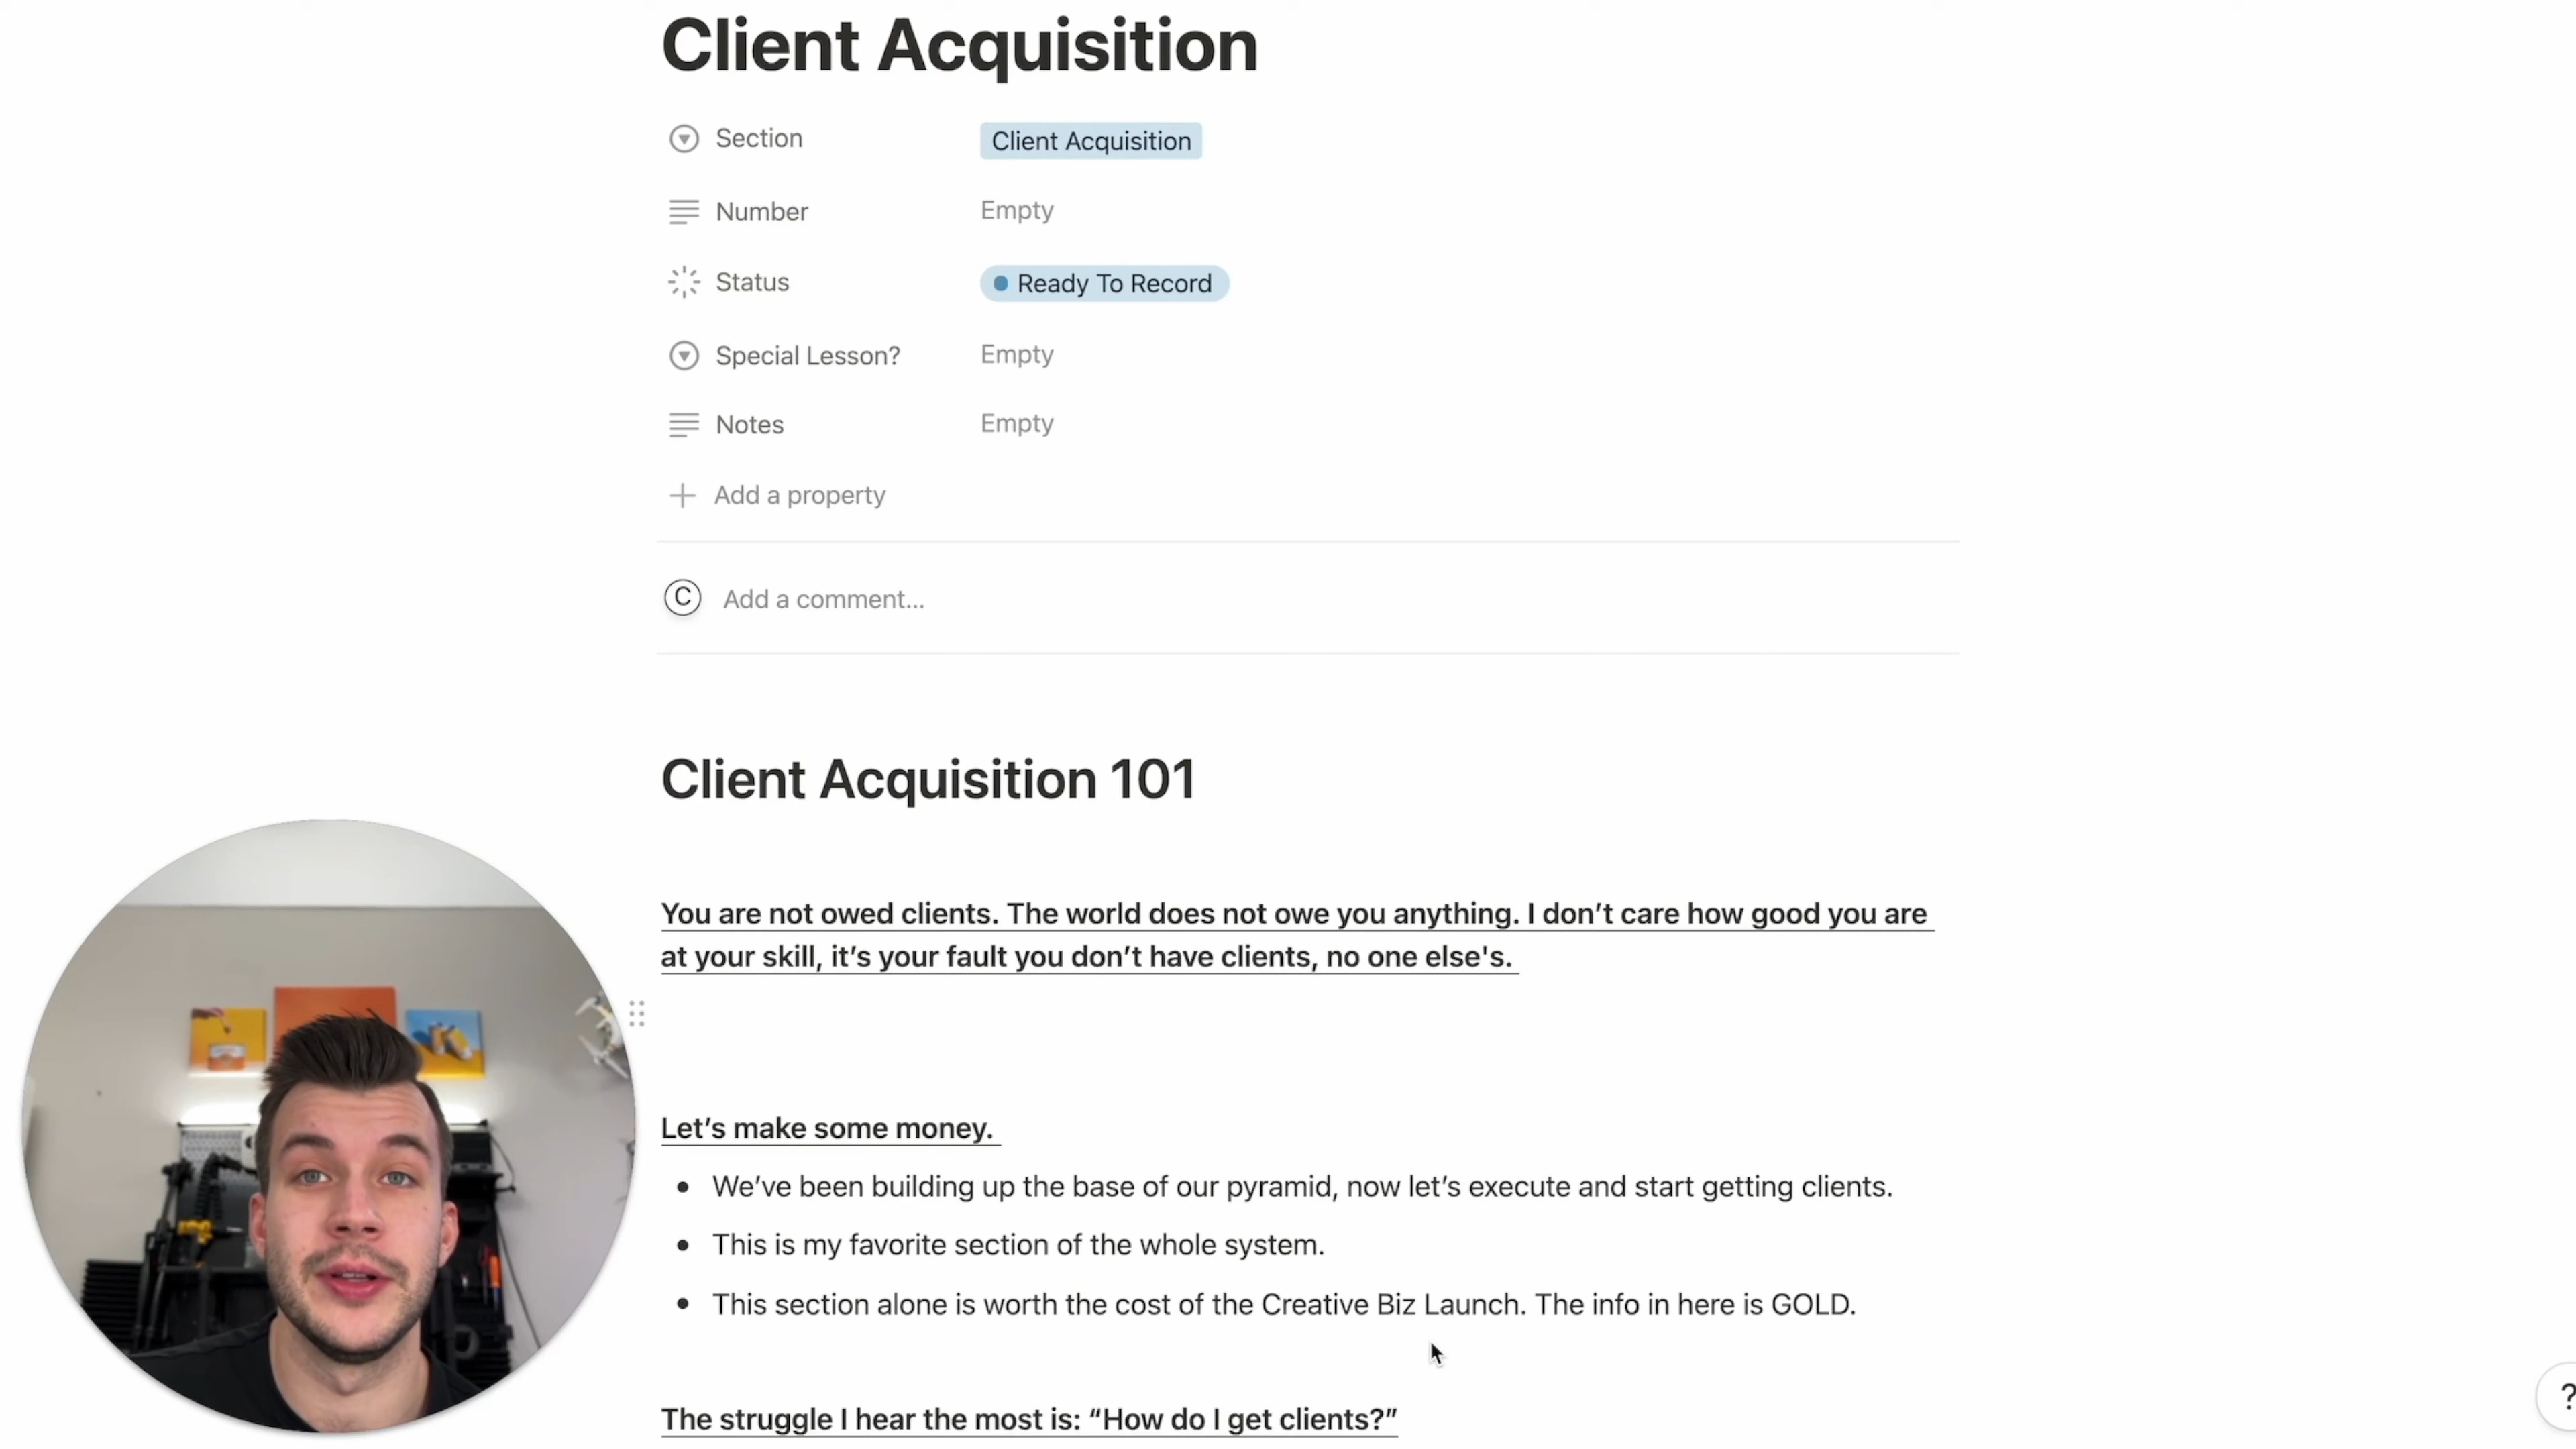 Client Acquisition
Section Client Acquisition
Number Empty
Status Ready To Record
Special Lesson? Empty
Notes Empty
Add a property
C Add a comment...
Client Acquisition 101
You are not owed clients. The world does not owe you anything. I don’t care how good you are
at your skill, it’s your fault you don’t have clients, no one else's.
Let’s make some money.
We’ve been building up the base of our pyramid, now let’s execute and start getting clients.
This is my favorite section of the whole system.
This section alone is worth the cost of the Creative Biz Launch. The info in here is GOLD.
The struggle I hear the most is: “How do I get clients?”
?